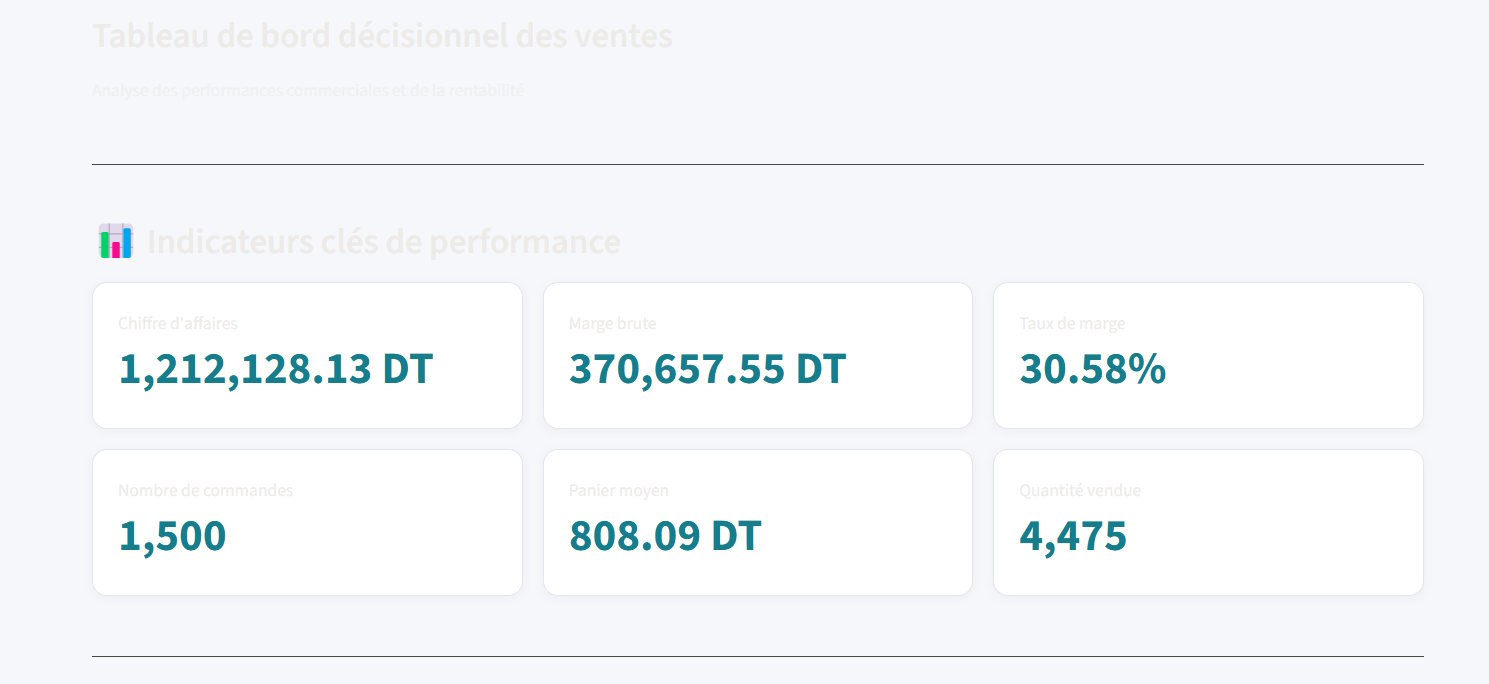 Tableau de bord décisionnel des ventes
Analyse des performances commerciales et de la rentabilité
Indicateurs clés de performance
Chiffre d'affaires
1,212,128.13 DT
Marge brute
370,657.55 DT
Taux de marge
30.58%
Nombre de commandes
1,500
Panier moyen
808.09 DT
Quantité vendue
4,475